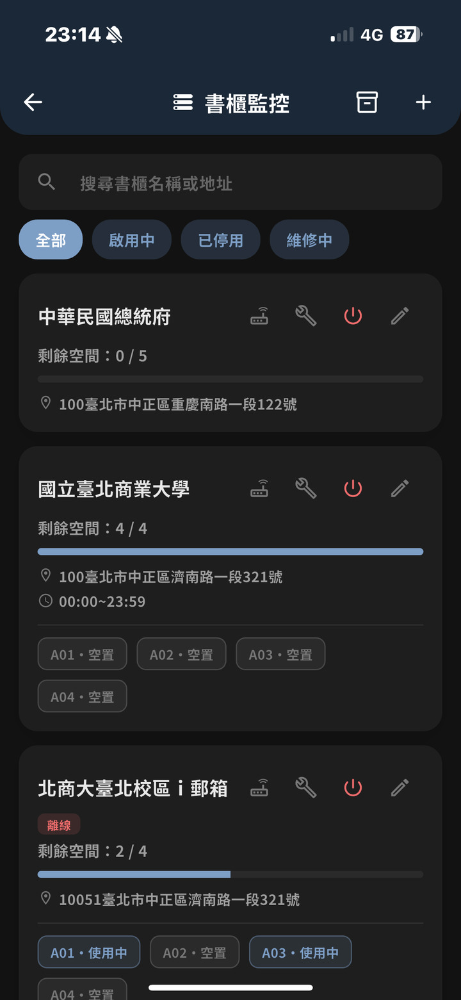 23:14
4G 87
書櫃監控
搜尋書櫃名稱或地址
全部 啟用中 已停用 維修中
中華民國總統府
剩餘空間：0 / 5
100臺北市中正區重慶南路一段122號
國立臺北商業大學
剩餘空間：4 / 4
100臺北市中正區濟南路一段321號
00:00~23:59
A01・空置 A02・空置 A03・空置
A04・空置
北商大臺北校區ｉ郵箱
離線
剩餘空間：2 / 4
10051臺北市中正區濟南路一段321號
A01・使用中 A02・空置 A03・使用中
A04・空置